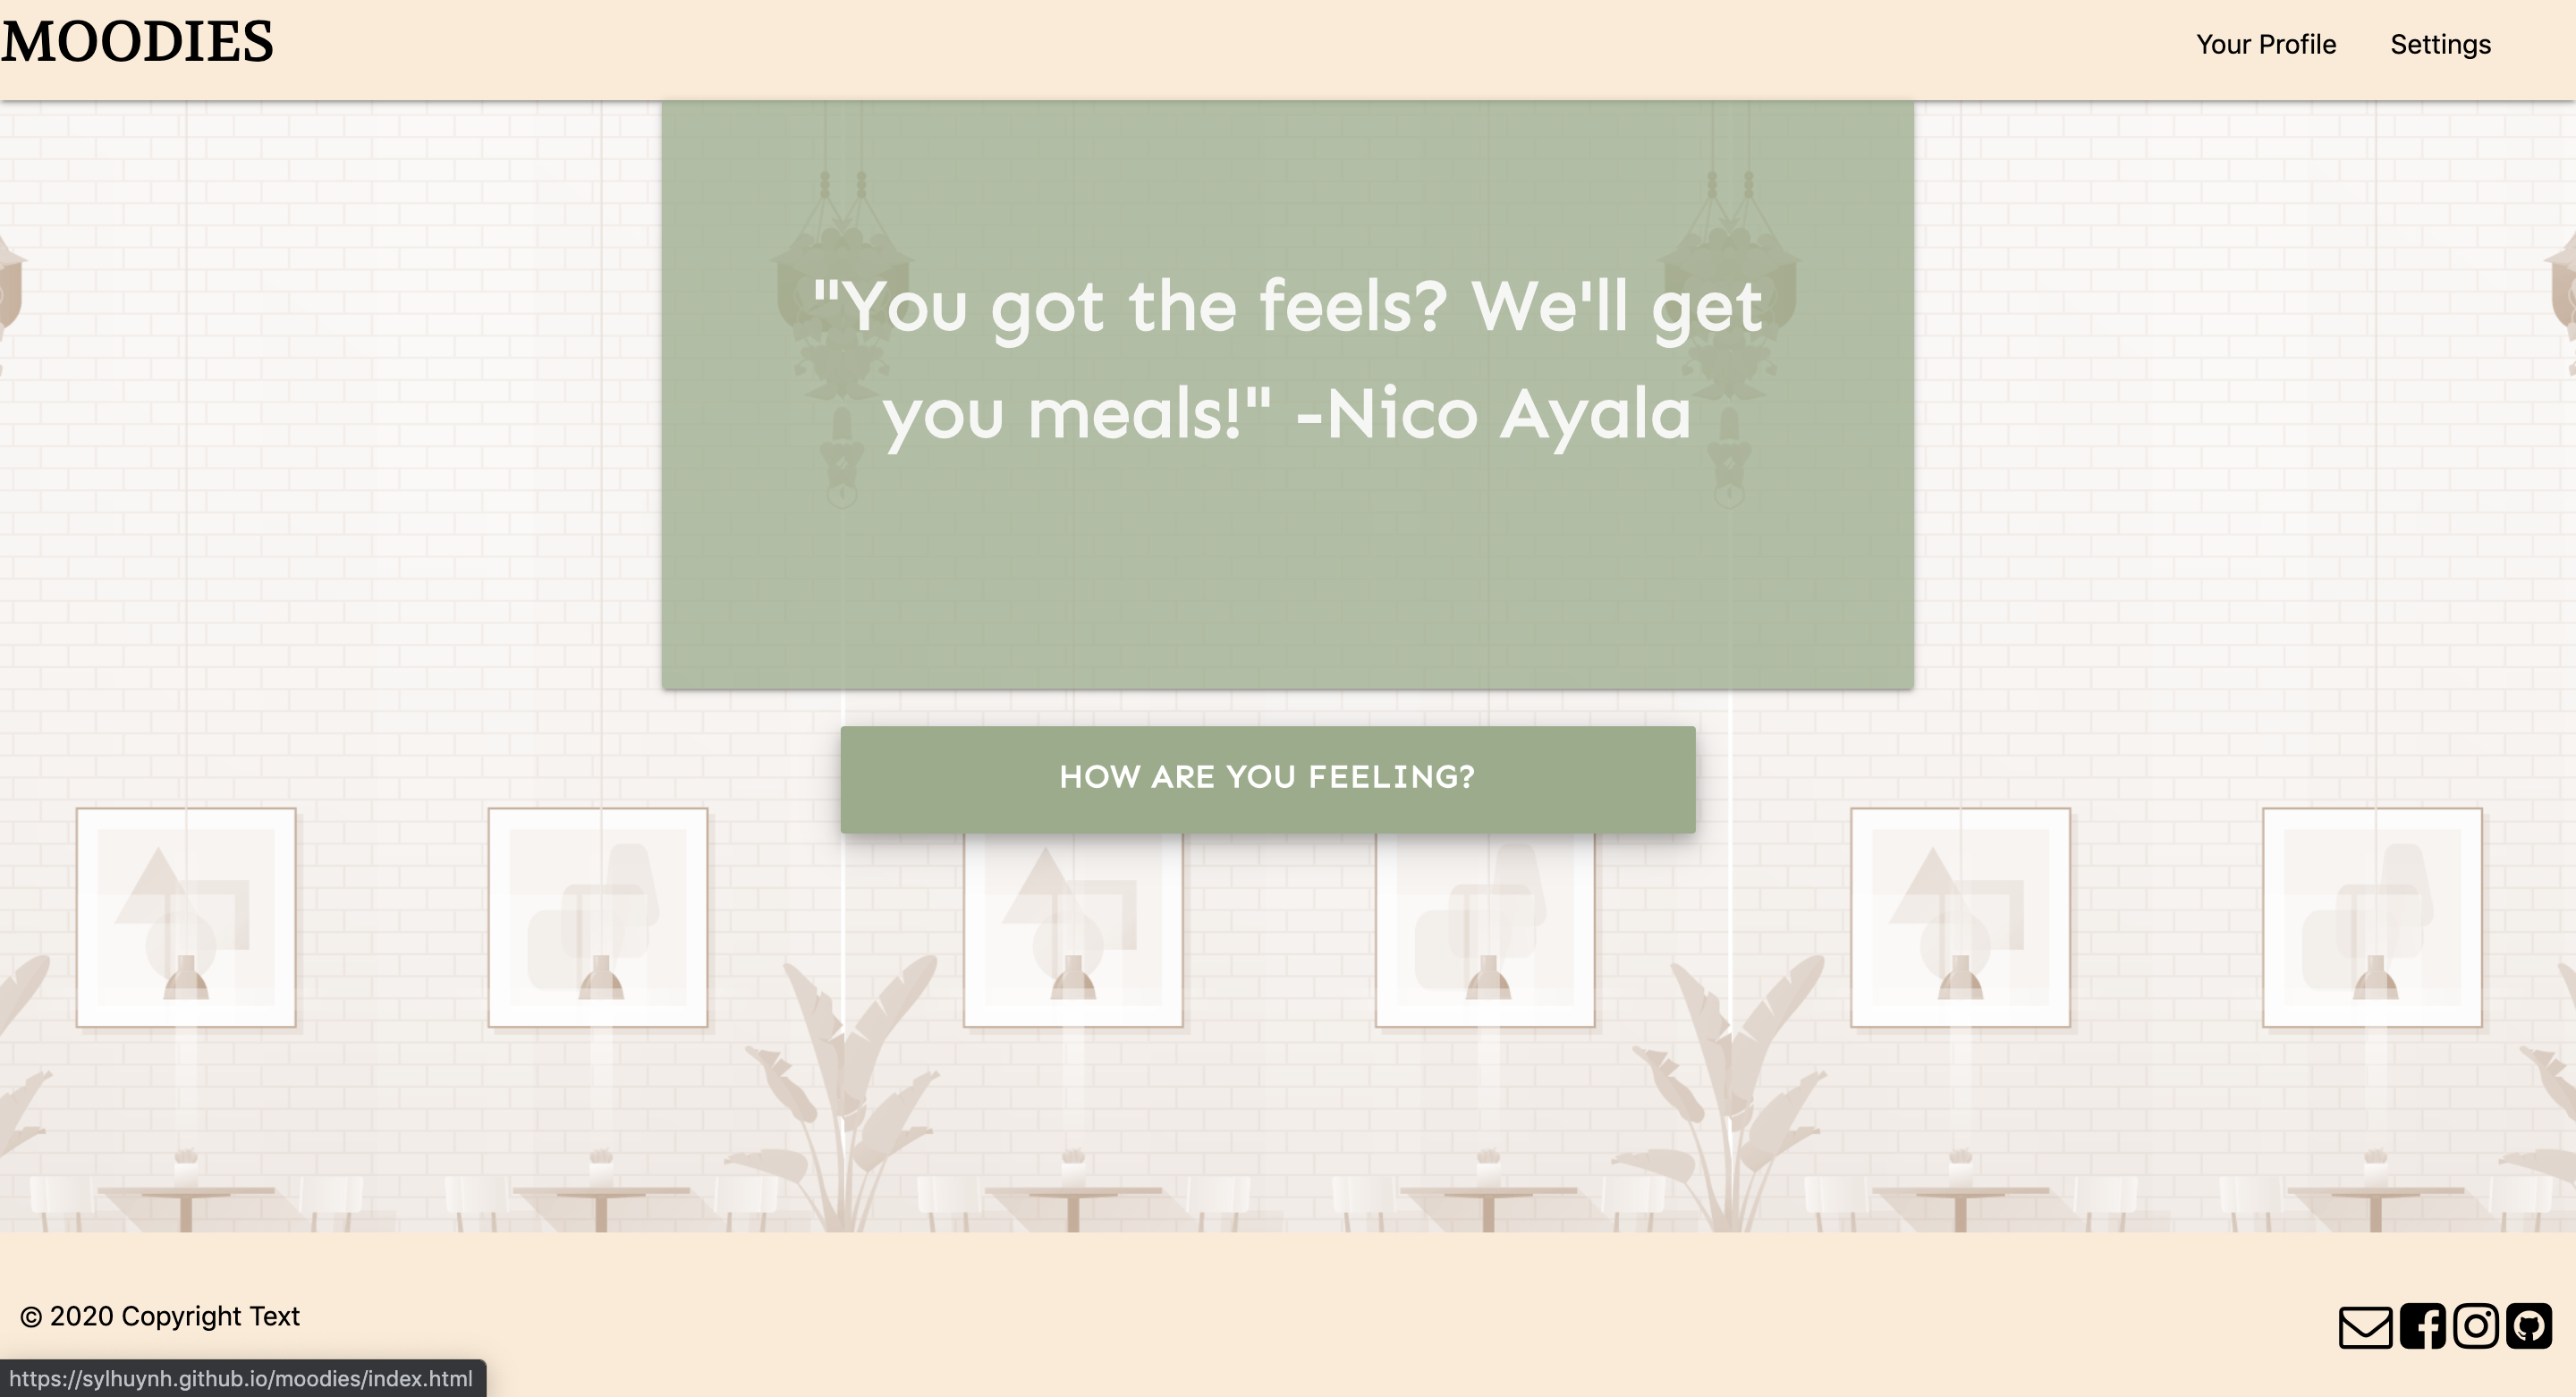 MOODIES
Your Profile
Settings
"You got the feels? We'll get
you meals!" -Nico Ayala
HOW ARE YOU FEELING?
© 2020 Copyright Text
https://sylhuynh.github.io/moodies/index.html